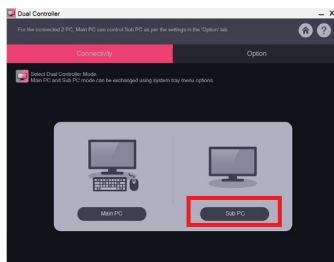 Dual Controller
For the connected 2 PC, Main PC can control Sub PC as per the settings in the 'Option' tab
Connectivity
Option
Select Dual Controller Mode.
Main PC and Sub PC mode can be exchanged using system tray menu options
Main PC
Sub PC